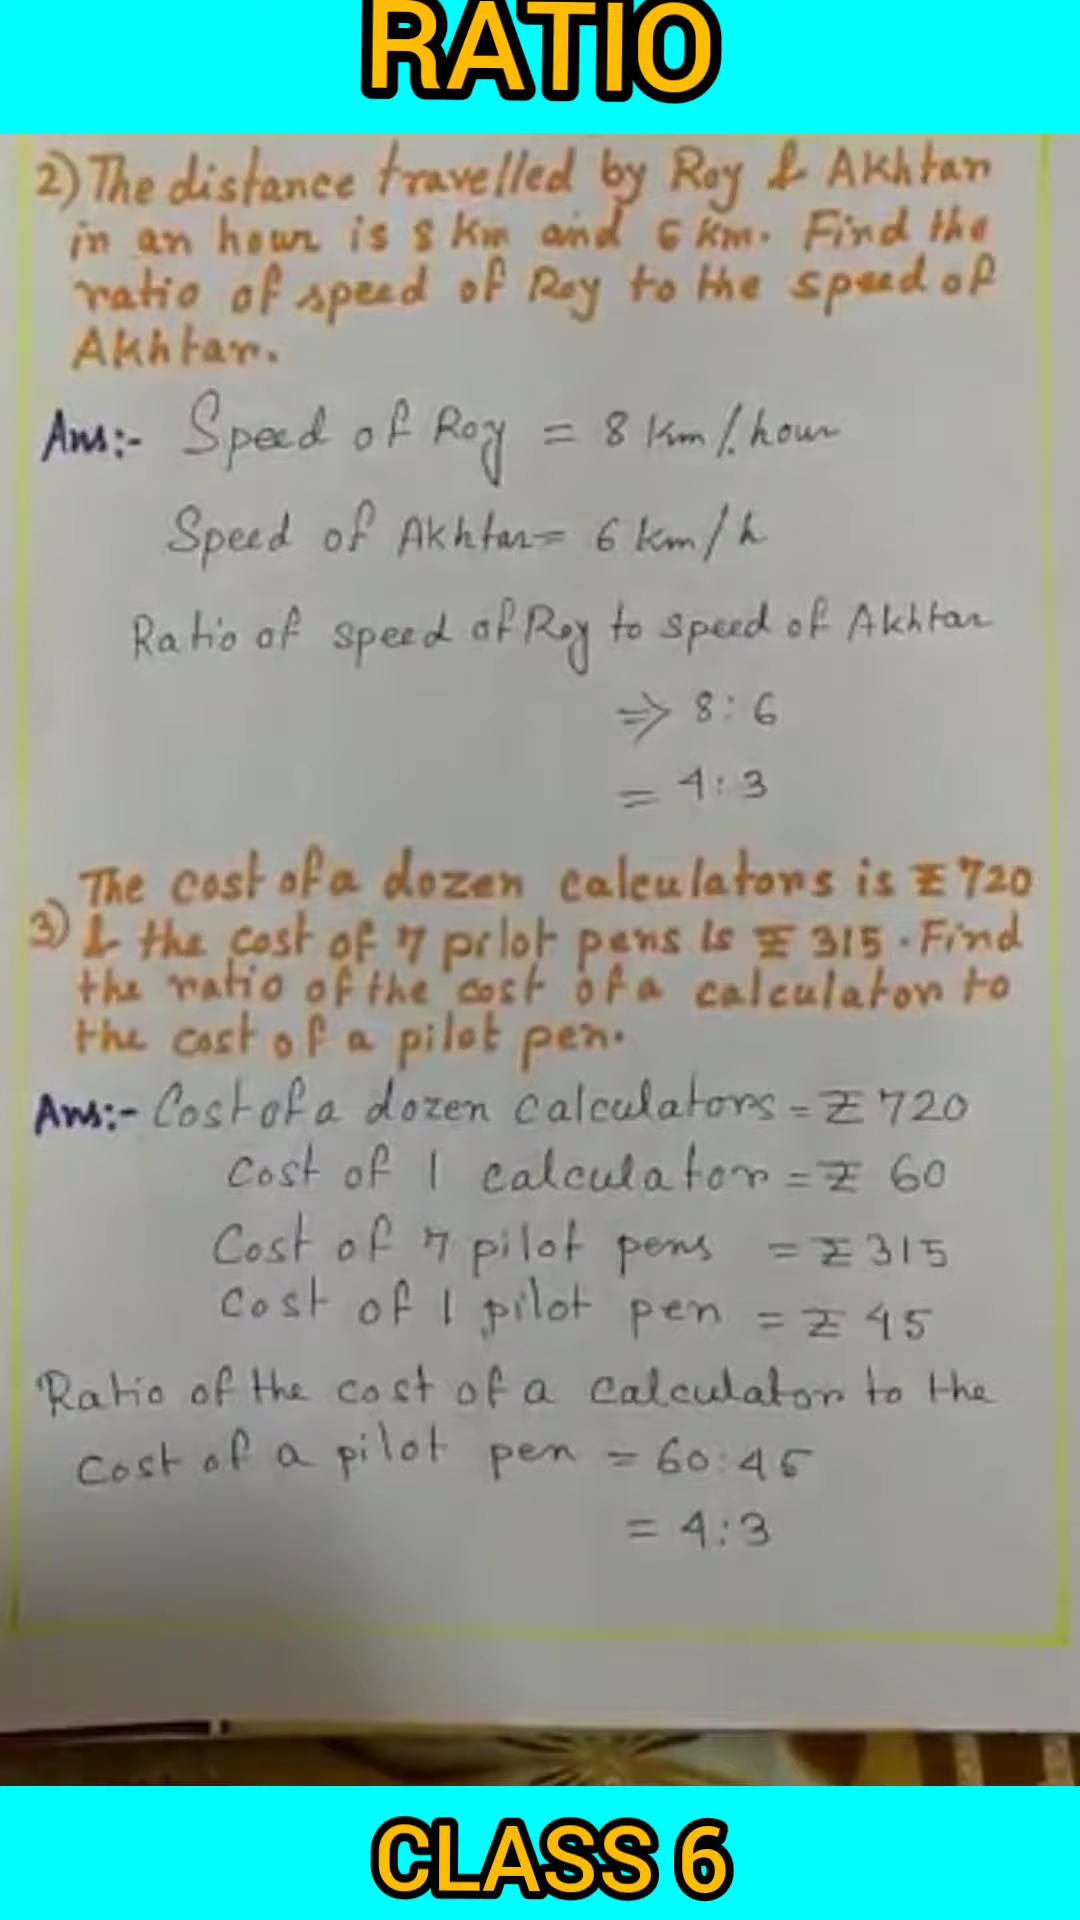 RATIO
2) The distance travelled by Roy & Akhtar
in an hour is 8 km and 6 km. Find the
ratio of speed of Roy to the speed of
Akhtar.
Ans:- Speed of Roy = 8 km/hour
Speed of Akhtar = 6 km/h
Ratio of speed of Roy to speed of Akhtar
⇒ 8:6
= 4:3
The cost of a dozen calculators is ₹ 720
3) & the cost of 7 pilot pens is ₹ 315. Find
the ratio of the cost of a calculator to
the cost of a pilot pen.
Ans:- Cost of a dozen calculators = ₹ 720
Cost of 1 calculator = ₹ 60
Cost of 7 pilot pens = ₹ 315
Cost of 1 pilot pen = ₹ 45
Ratio of the cost of a calculator to the
cost of a pilot pen = 60:45
= 4:3
CLASS 6